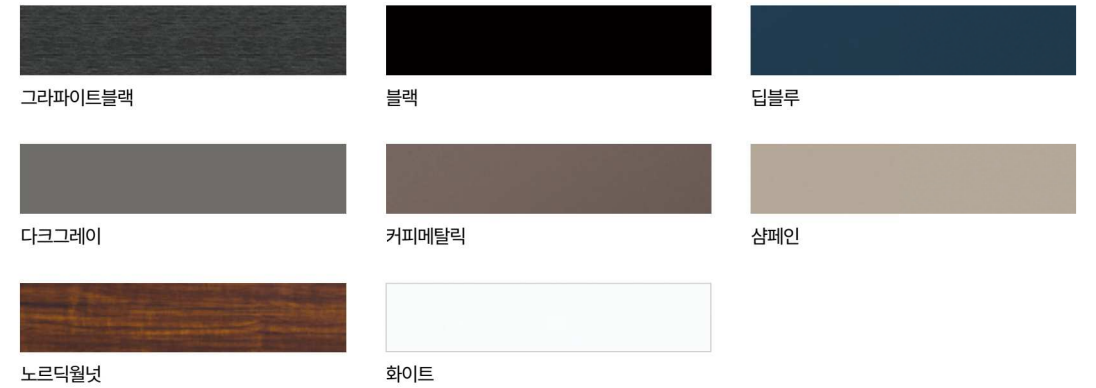 그라파이트블랙
블랙
딥블루
다크그레이
커피메탈릭
샴페인
노르딕월넛
화이트